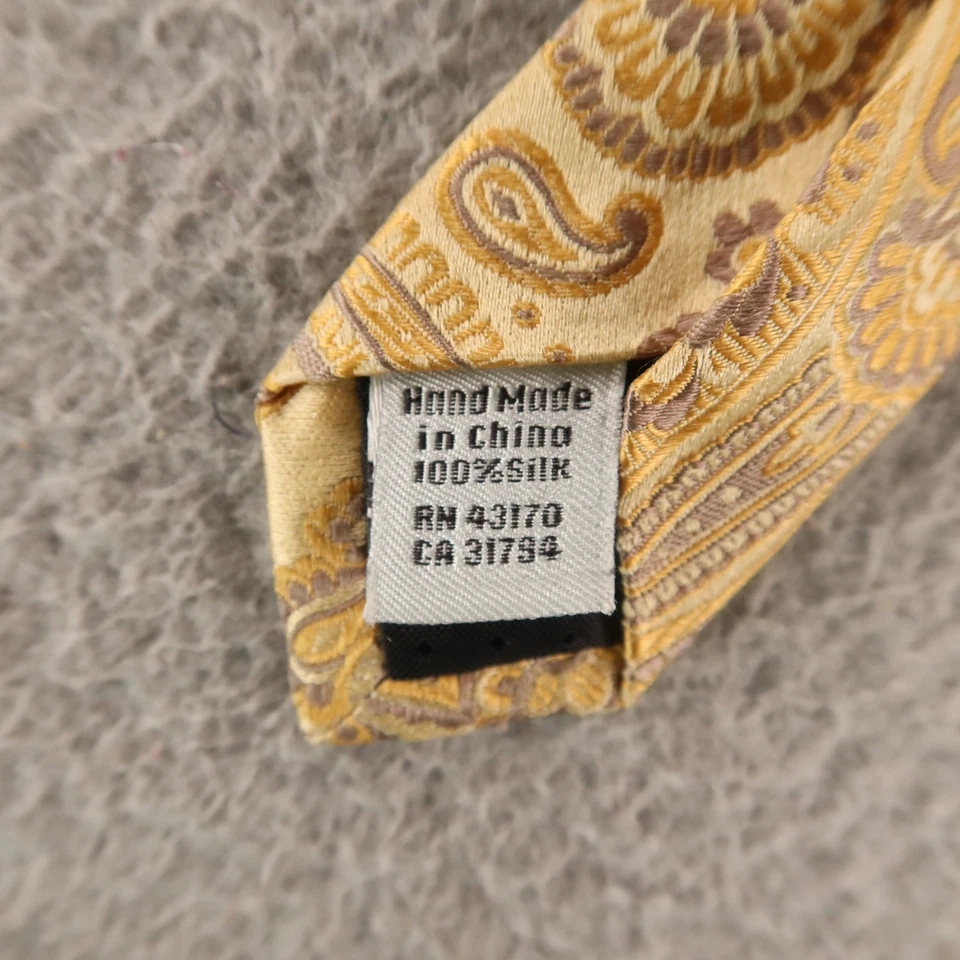 Hand Made
in China
100%Silk
RN 43170
CA 31794